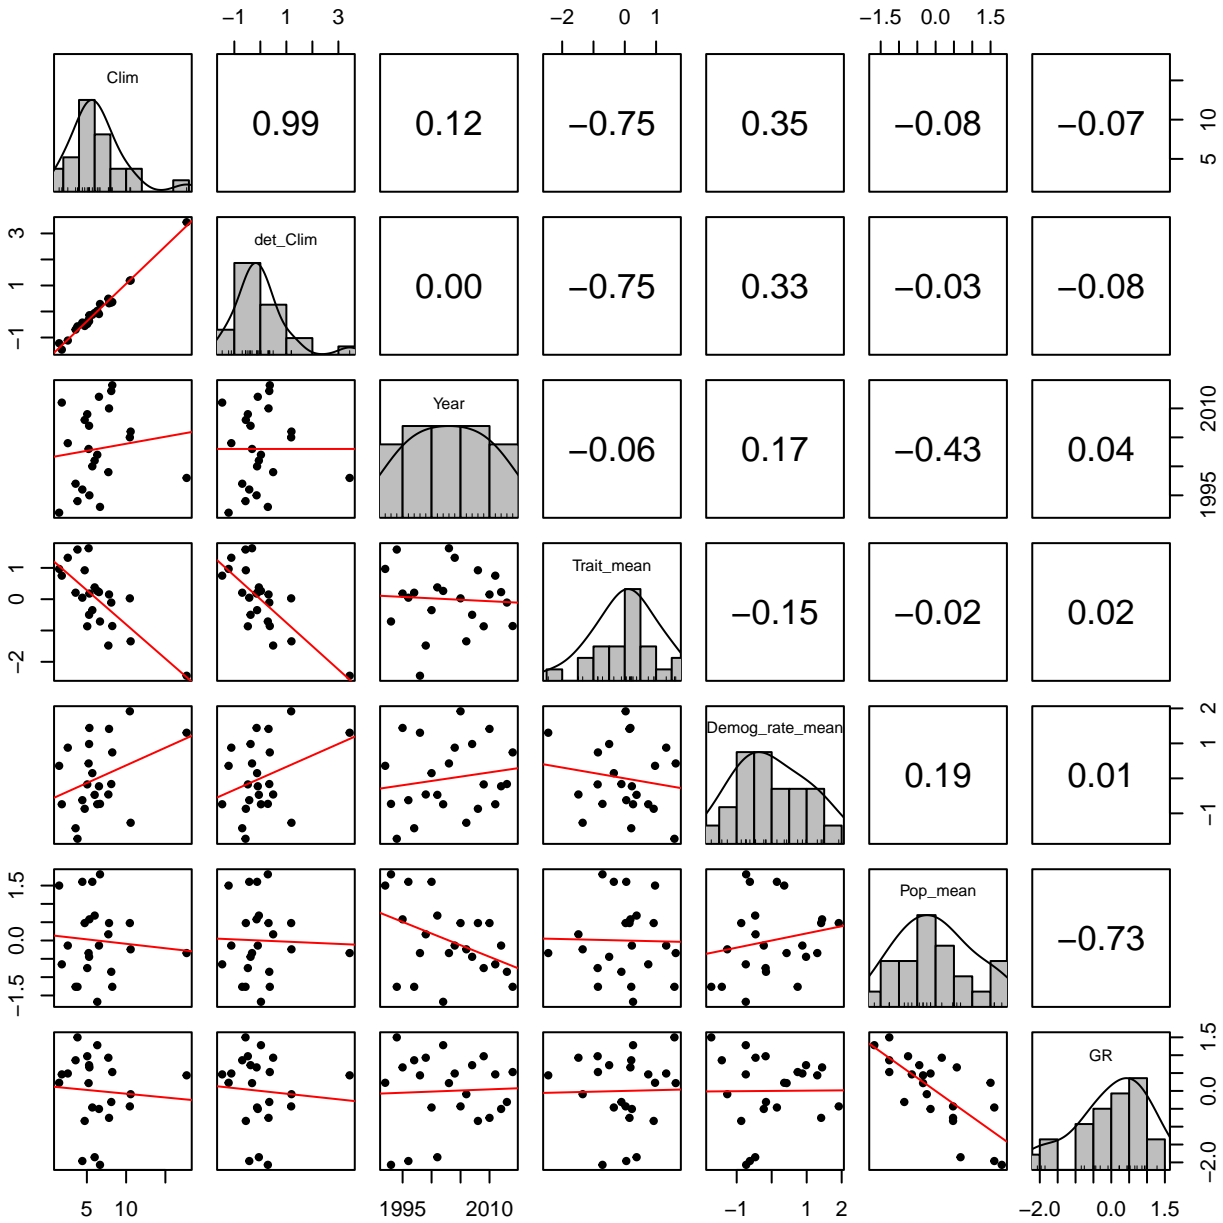 −1 1 3 −2 0 1 −1.5 0.0 1.5
Clim 0.99 0.12 −0.75 0.35 −0.08 −0.07 5 10
−1 1 3 det_Clim 0.00 −0.75 0.33 −0.03 −0.08
Year −0.06 0.17 −0.43 0.04 1995 2010
−2 0 1 Trait_mean −0.15 −0.02 0.02
Demog_rate_mean 0.19 0.01 −1 1 2
−1.5 0.0 1.5 Pop_mean −0.73
GR −2.0 0.0 1.5
5 10 1995 2010 −1 1 2 −2.0 0.0 1.5